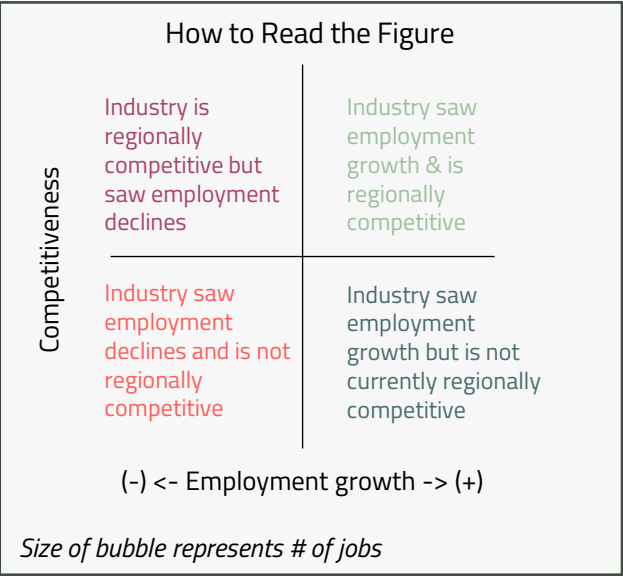 How to Read the Figure
Industry is
regionally
competitive but
saw employment
declines
Industry saw
employment
growth & is
regionally
competitive
Competitiveness
Industry saw
employment
declines and is not
regionally
competitive
Industry saw
employment
growth but is not
currently regionally
competitive
(-) <- Employment growth -> (+)
Size of bubble represents # of jobs